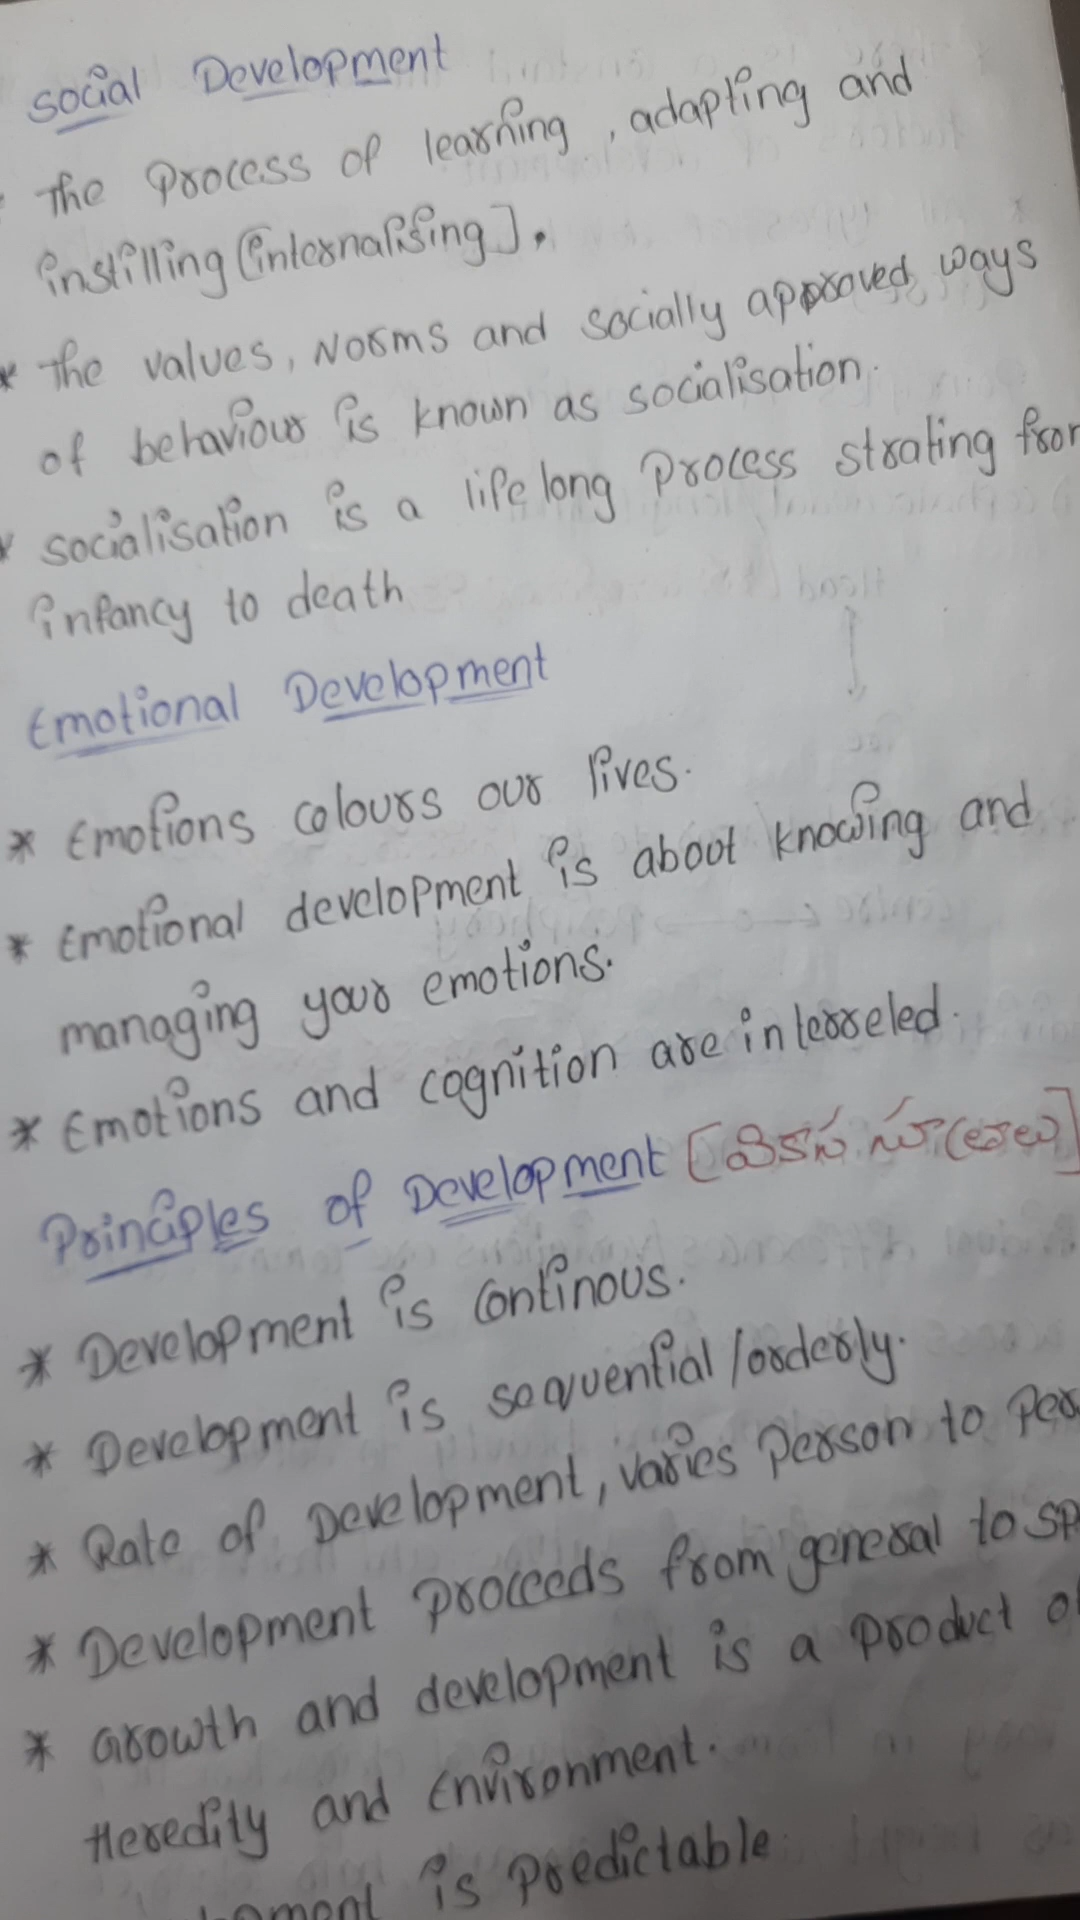 Social Development
The Process of learning, adapting and
instilling [internalising].
* The values, Norms and socially approved ways
of behaviour is known as socialisation.
* socialisation is a life long process strating from
infancy to death
Emotional Development
* Emotions colours our lives.
* Emotional development is about knowing and
managing your emotions.
* Emotions and cognition are interreled.
Principles of Development [ವಿಕಾಸ
* Development is continous.
* Development is sequential/orderly.
* Rate of Development, varies person to Per
* Development proceeds from general to sp
* Growth and development is a product of
Heredity and Environment.
is Predictable